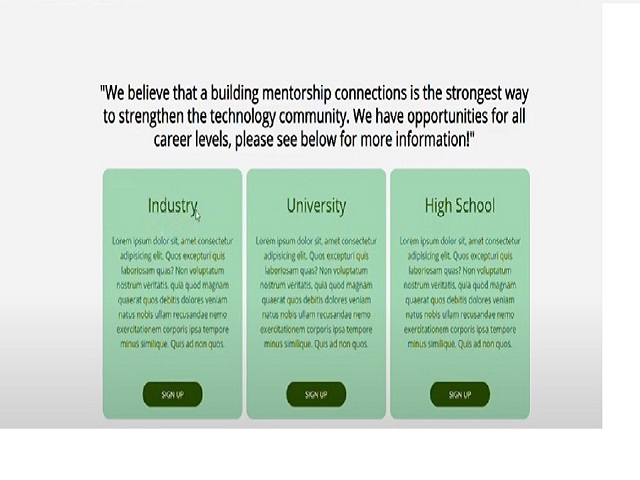 "We believe that a building mentorship connections is the strongest way
to strengthen the technology community. We have opportunities for all
career levels, please see below for more information!"
Industry
Lorem ipsum dolor sit, amet consectetur
adipisicing elit. Quos excepturi quis
laboriosam quas? Non voluptatum
nostrum veritatis, quia quod magnam
quaerat quos debitis dolores veniam
natus nobis ullam recusandae nemo
exercitationem corporis ipsa tempore
minus similique. Quis ad non quos.
SIGN UP
University
Lorem ipsum dolor sit, amet consectetur
adipisicing elit. Quos excepturi quis
laboriosam quas? Non voluptatum
nostrum veritatis, quia quod magnam
quaerat quos debitis dolores veniam
natus nobis ullam recusandae nemo
exercitationem corporis ipsa tempore
minus similique. Quis ad non quos.
SIGN UP
High School
Lorem ipsum dolor sit, amet consectetur
adipisicing elit. Quos excepturi quis
laboriosam quas? Non voluptatum
nostrum veritatis, quia quod magnam
quaerat quos debitis dolores veniam
natus nobis ullam recusandae nemo
exercitationem corporis ipsa tempore
minus similique. Quis ad non quos.
SIGN UP